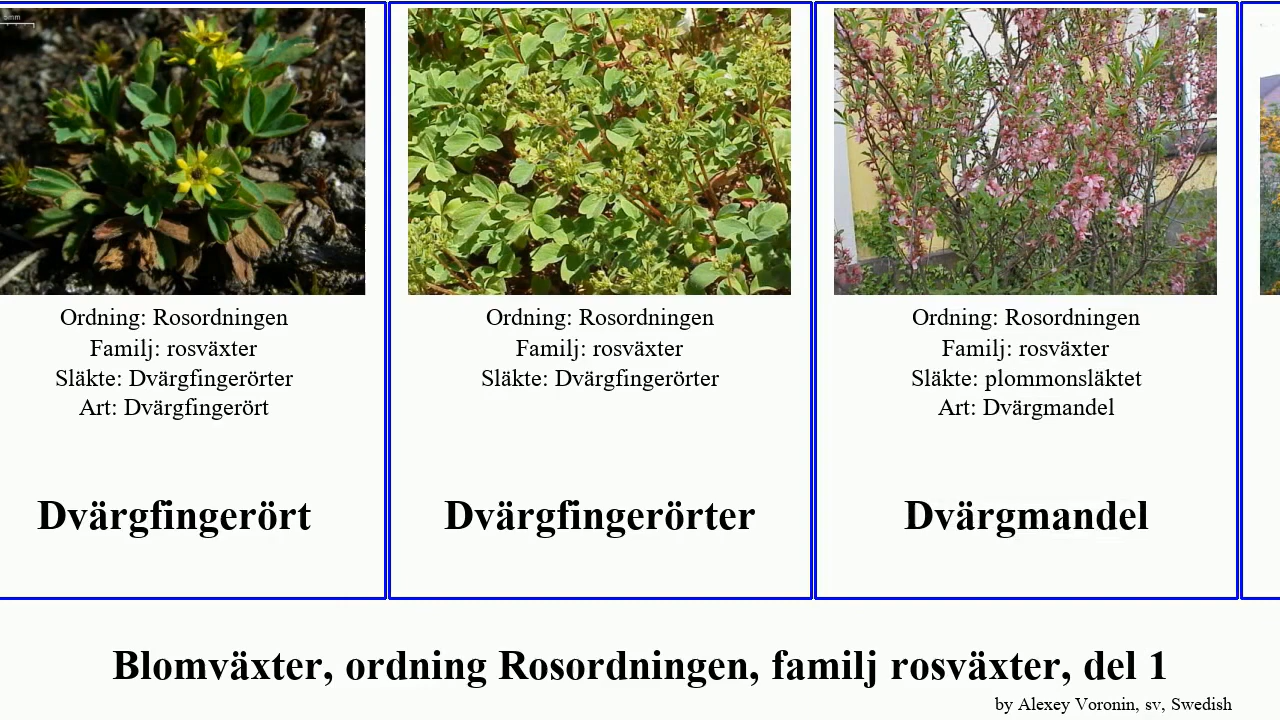 5mm
Ordning: Rosordningen
Familj: rosväxter
Släkte: Dvärgfingerörter
Art: Dvärgfingerört
Dvärgfingerört
Ordning: Rosordningen
Familj: rosväxter
Släkte: Dvärgfingerörter
Dvärgfingerörter
Ordning: Rosordningen
Familj: rosväxter
Släkte: plommonsläktet
Art: Dvärgmandel
Dvärgmandel
Blomväxter, ordning Rosordningen, familj rosväxter, del 1
by Alexey Voronin, sv, Swedish